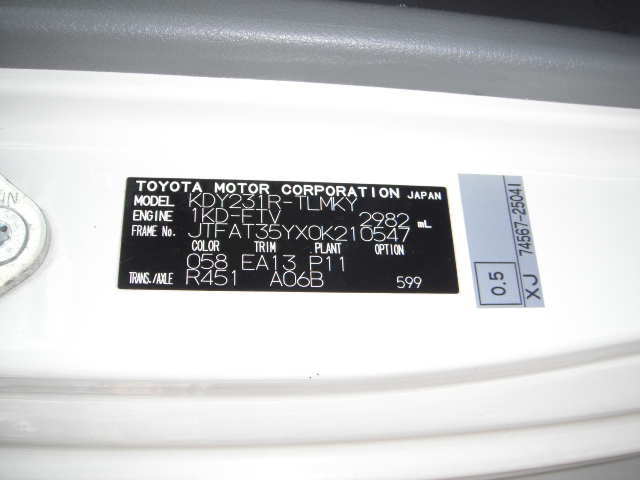 TOYOTA MOTOR CORPORATION JAPAN
MODEL KDY231R-TLMKY
ENGINE 1KD-FTV 2982 mL
FRAME No. JTFAT35YX0K210547
COLOR TRIM PLANT OPTION
058 EA13 P11
TRANS./AXLE R451 A06B 599
0.5
XJ 74567-25041
IN